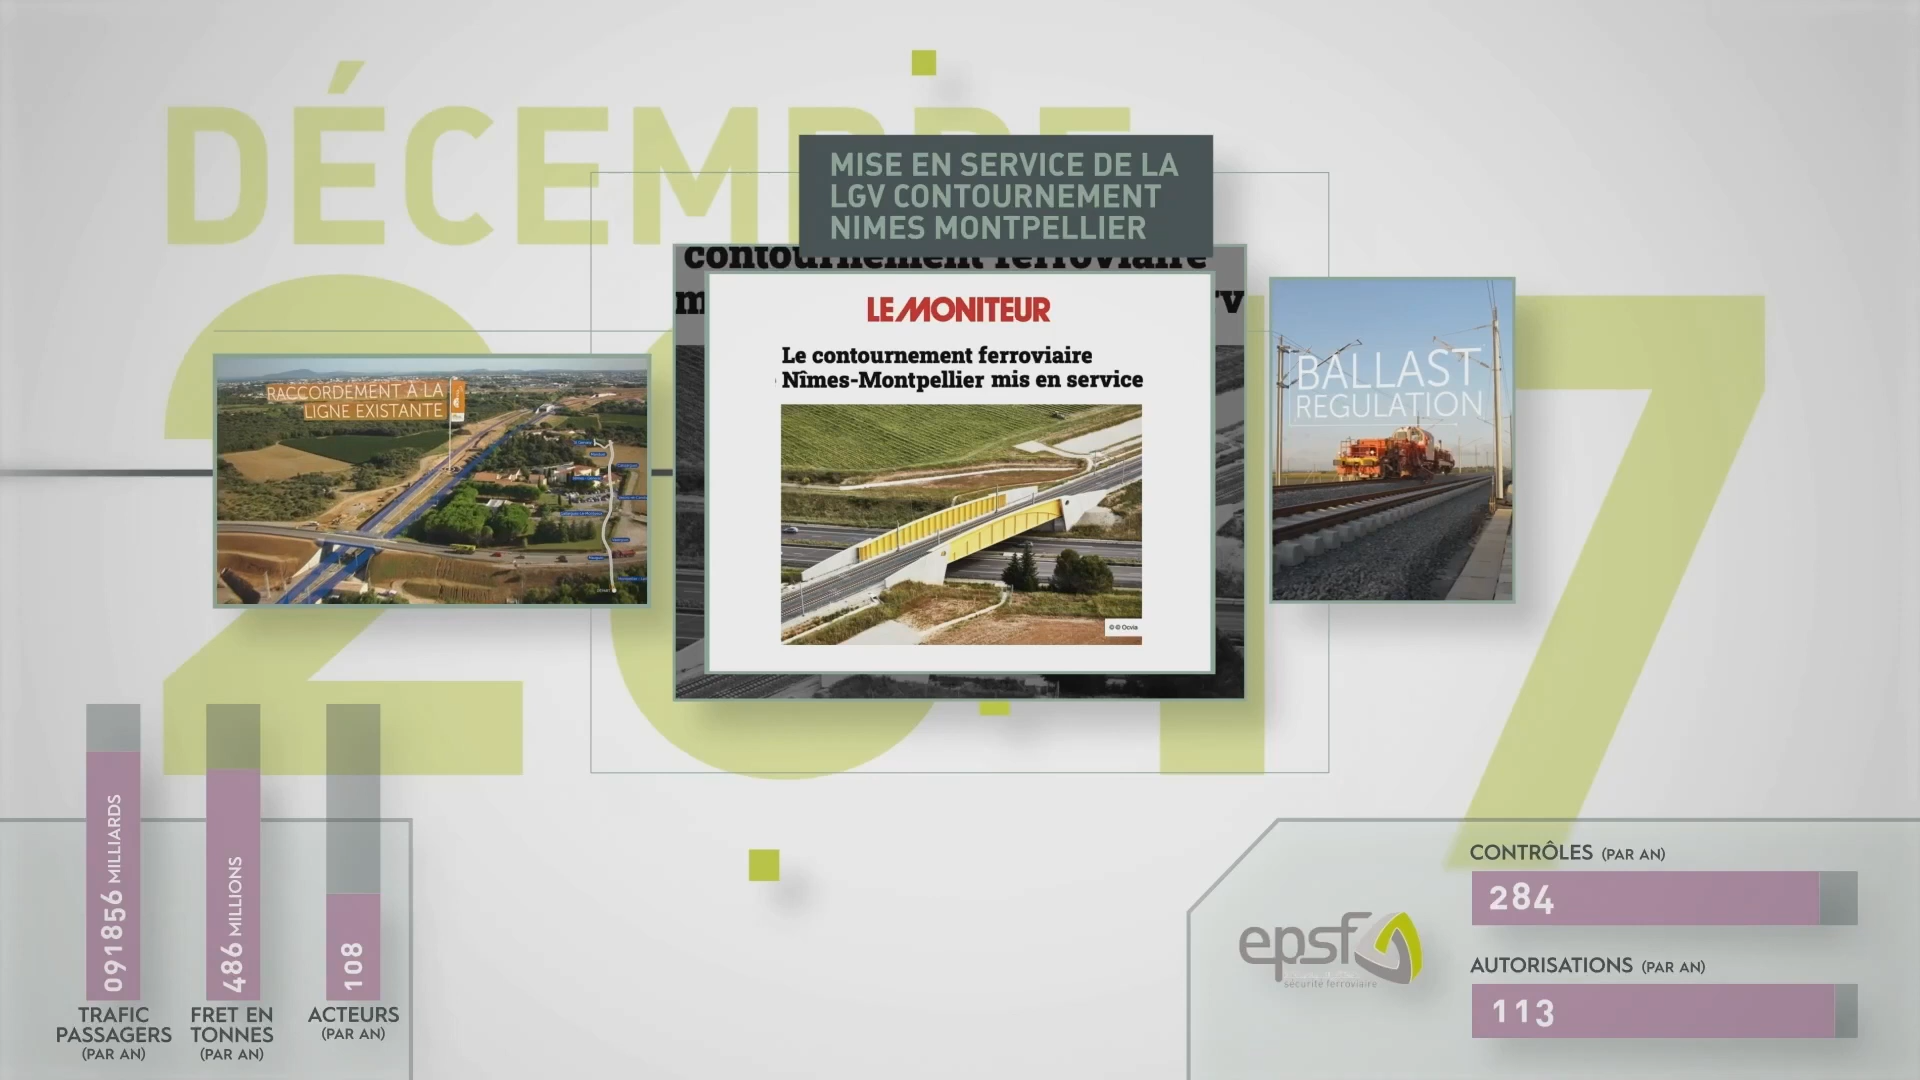 DÉCEMBRE
2017
MISE EN SERVICE DE LA
LGV CONTOURNEMENT
NIMES MONTPELLIER
contournement ferroviaire
LE MONITEUR
Le contournement ferroviaire
Nîmes-Montpellier mis en service
© © Ocvia
RACCORDEMENT À LA
LIGNE EXISTANTE
BALLAST
REGULATION
091856 MILLIARDS
TRAFIC
PASSAGERS
(PAR AN)
486 MILLIONS
FRET EN
TONNES
(PAR AN)
108
ACTEURS
(PAR AN)
epsf
sécurité ferroviaire
CONTRÔLES (PAR AN)
284
AUTORISATIONS (PAR AN)
113